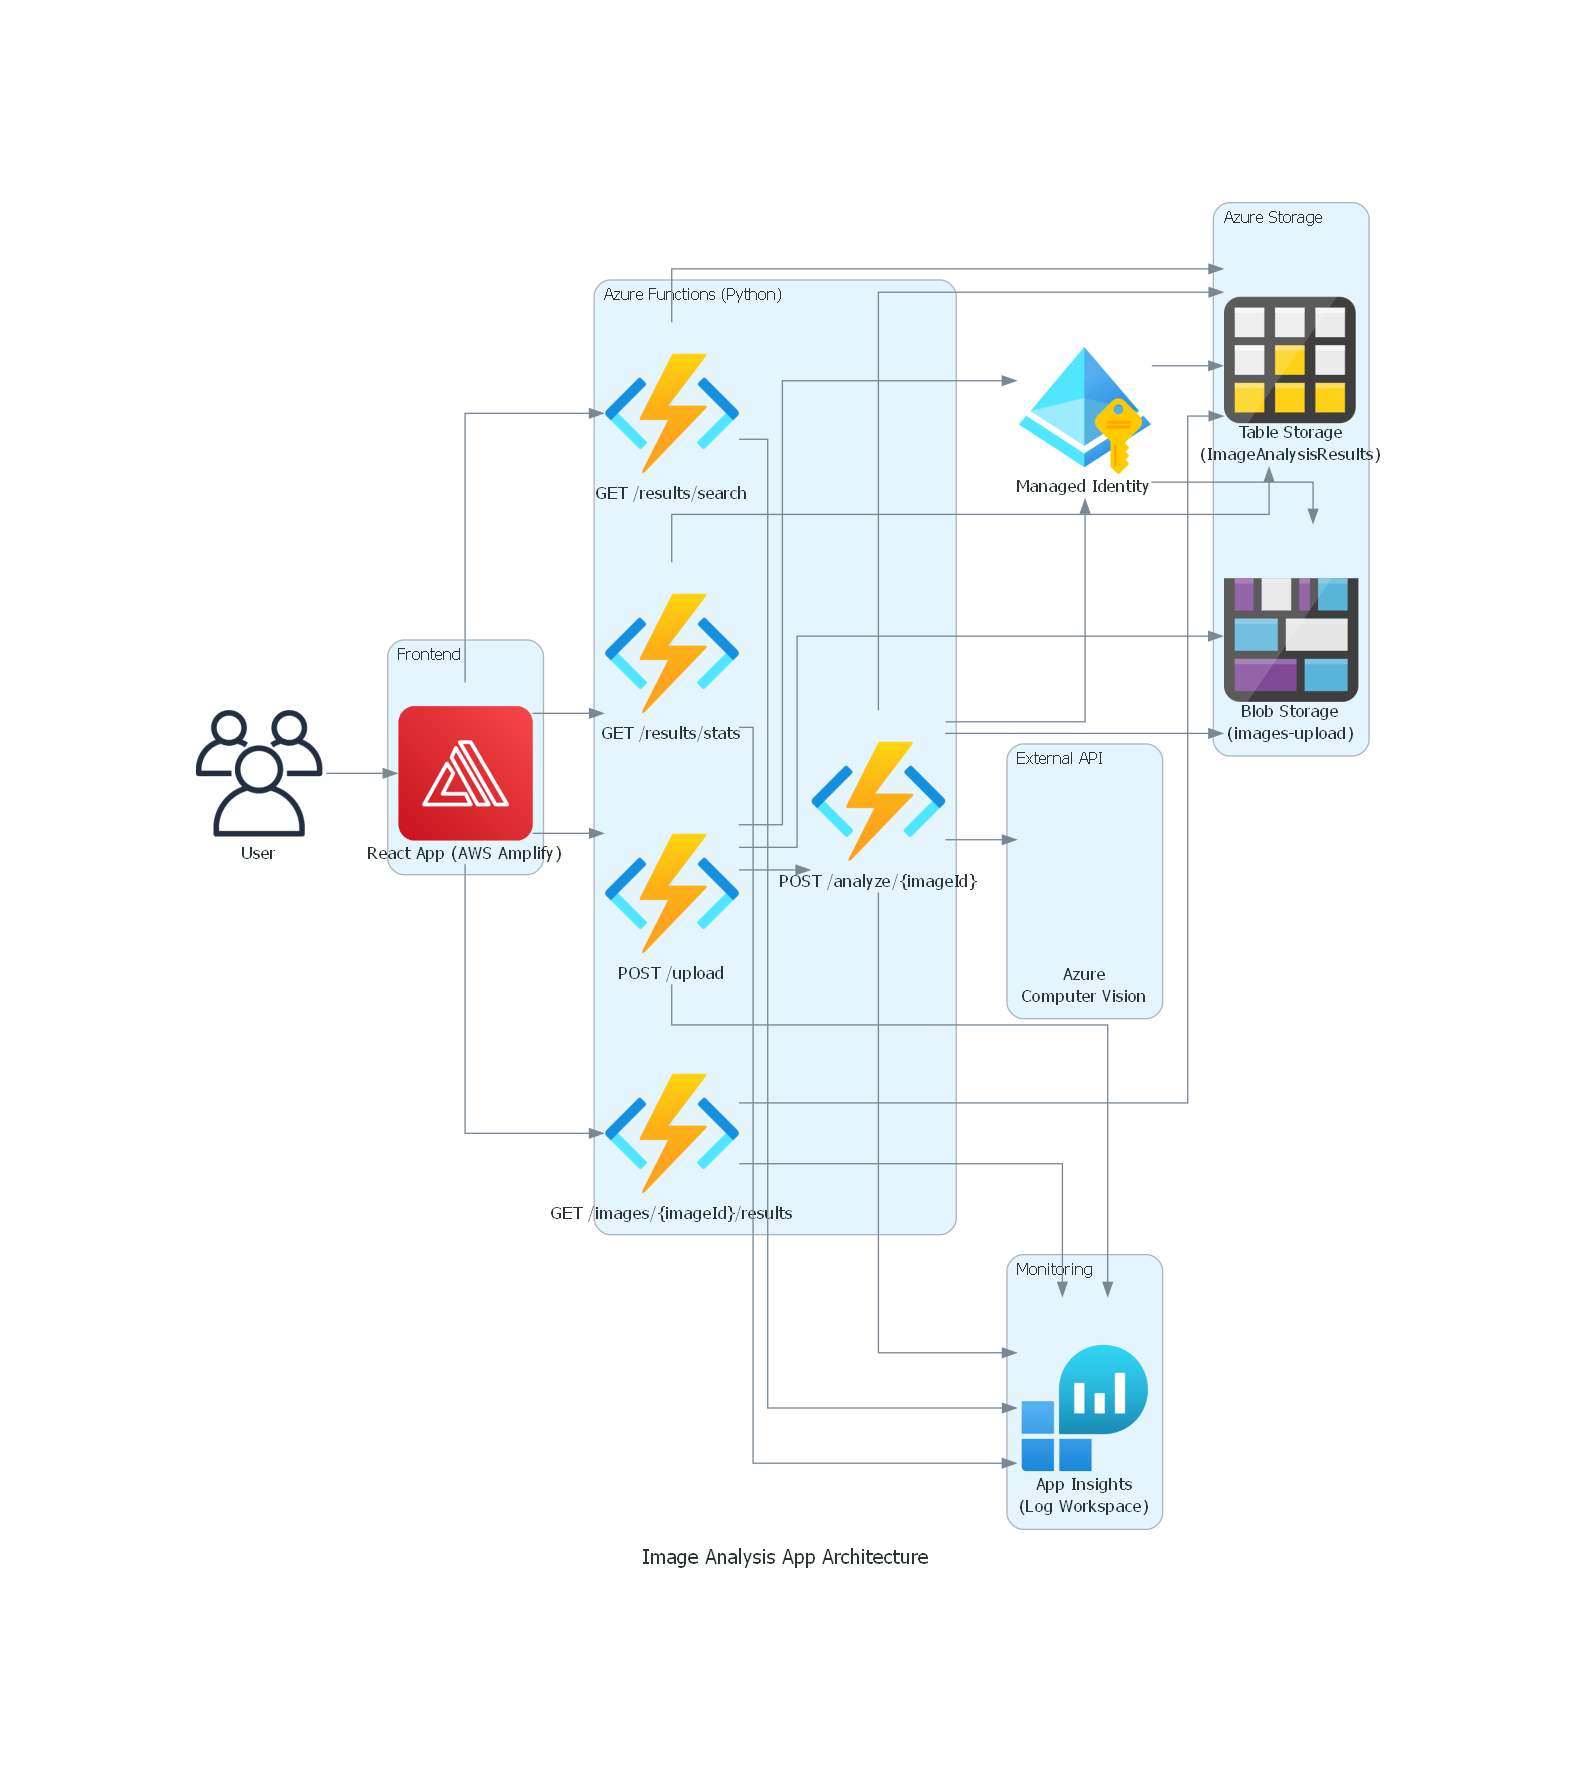 Azure Storage
Azure Functions (Python)
Table Storage
(ImageAnalysisResults)
Managed Identity
GET /results/search
Frontend
Blob Storage
(images-upload)
GET /results/stats
External API
User
React App (AWS Amplify)
POST /analyze/{imageId}
POST /upload
Azure
Computer Vision
GET /images/{imageId}/results
Monitoring
App Insights
(Log Workspace)
Image Analysis App Architecture